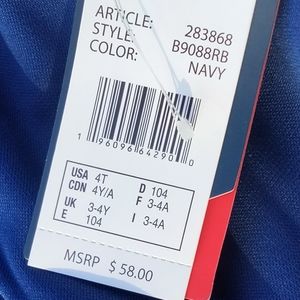 ARTICLE: 283868
STYLE: B9088RB
COLOR: NAVY
1 96096 64290 0
USA 4T D 104
CDN 4Y/A F 3-4A
UK 3-4Y I 3-4A
E 104
MSRP $ 58.00